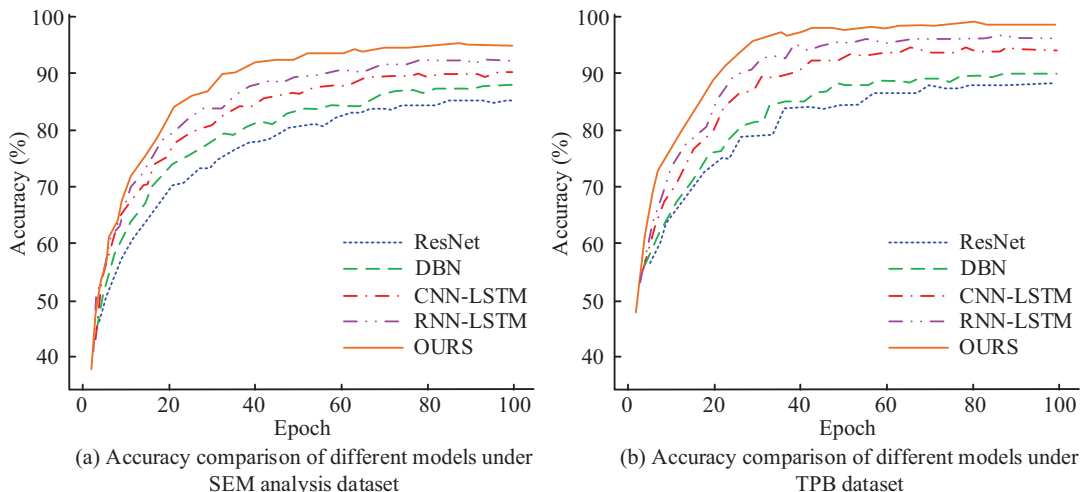 100
90
80
70
60
50
40
Accuracy (%)
0 20 40 60 80 100
Epoch
ResNet
DBN
CNN-LSTM
RNN-LSTM
OURS
(a) Accuracy comparison of different models under
SEM analysis dataset
100
90
80
70
60
50
40
Accuracy (%)
0 20 40 60 80 100
Epoch
ResNet
DBN
CNN-LSTM
RNN-LSTM
OURS
(b) Accuracy comparison of different models under
TPB dataset